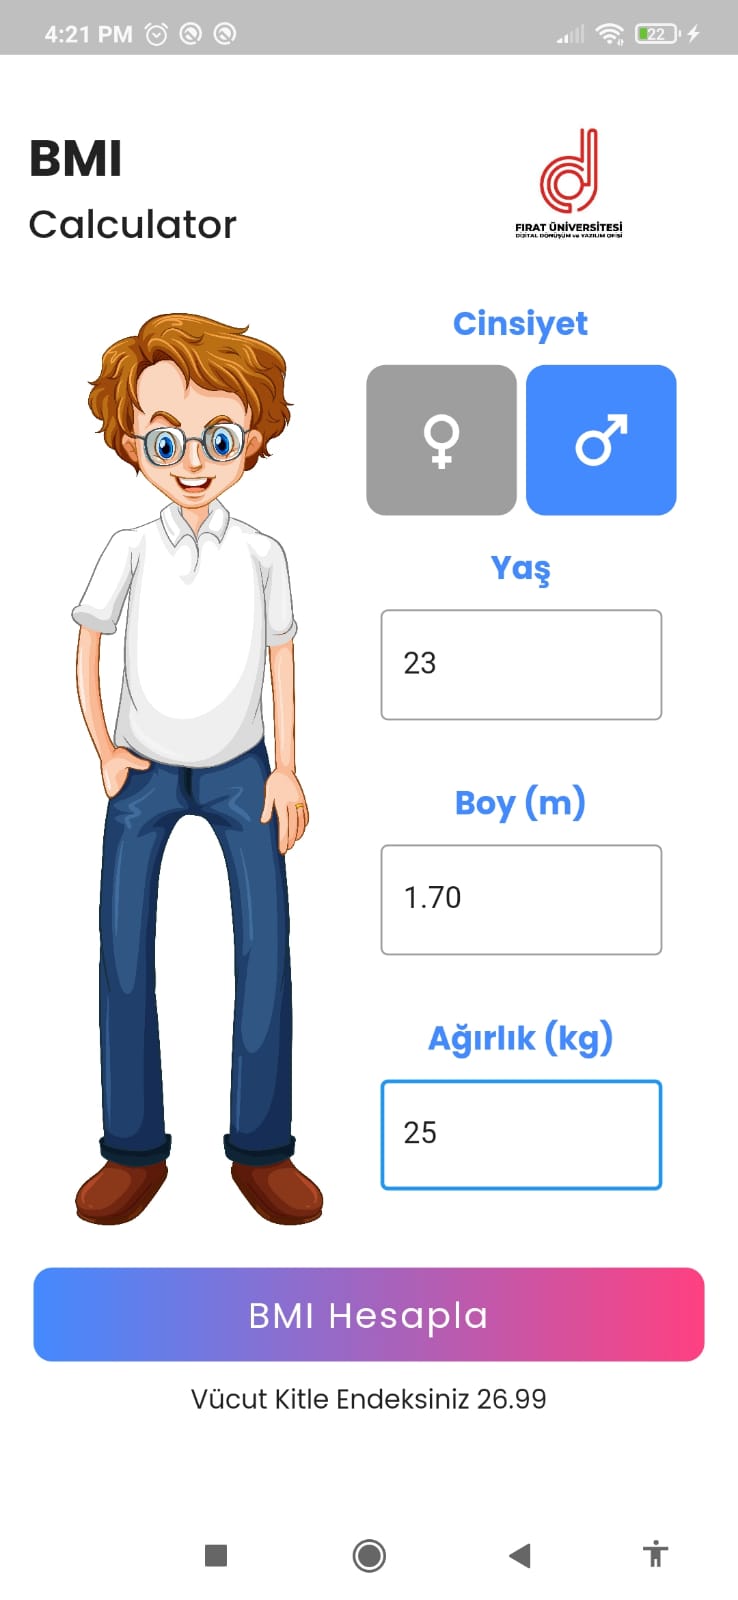 4:21 PM
22
BMI
Calculator
FIRAT ÜNİVERSİTESİ
DİJİTAL DÖNÜŞÜM ve YAZILIM OFİSİ
Cinsiyet
Yaş
23
Boy (m)
1.70
Ağırlık (kg)
25
BMI Hesapla
Vücut Kitle Endeksiniz 26.99